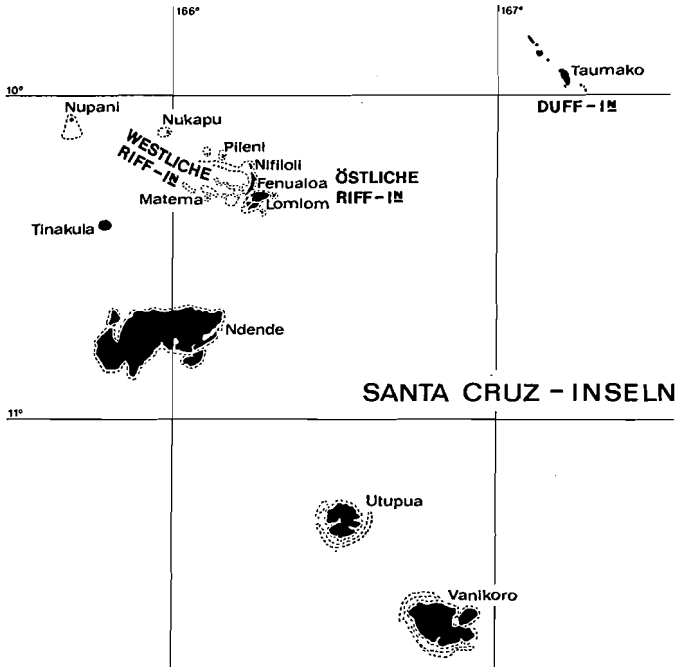 166°
167°
Taumako
10°
DUFF-IN
Nupani
Nukapu
Pileni
WESTLICHE
RIFF-IN
Nifiloli
Fenualoa
ÖSTLICHE
RIFF-IN
Matema
Lomlom
Tinakula
Ndende
SANTA CRUZ - INSELN
11°
Utupua
Vanikoro